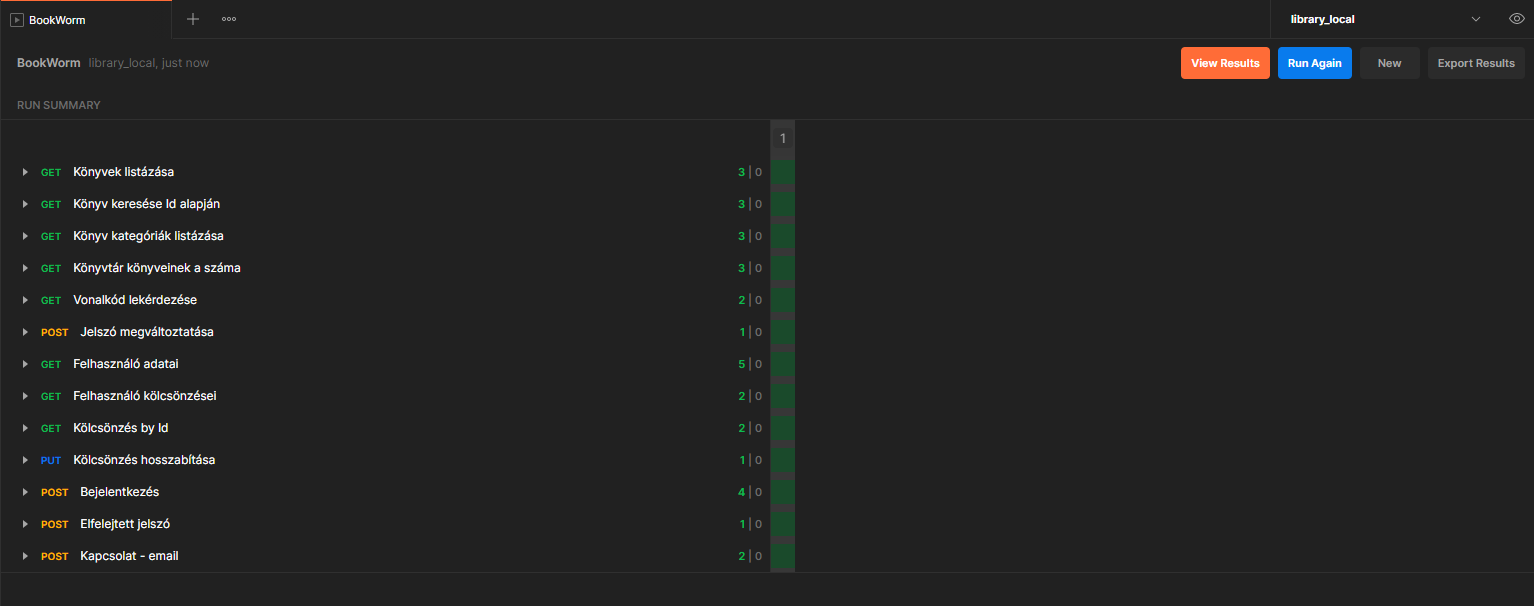 BookWorm
library_local
BookWorm library_local, just now
View Results Run Again New Export Results
RUN SUMMARY
1
GET Könyvek listázása 3 | 0
GET Könyv keresése Id alapján 3 | 0
GET Könyv kategóriák listázása 3 | 0
GET Könyvtár könyveinek a száma 3 | 0
GET Vonalkód lekérdezése 2 | 0
POST Jelszó megváltoztatása 1 | 0
GET Felhasználó adatai 5 | 0
GET Felhasználó kölcsönzései 2 | 0
GET Kölcsönzés by Id 2 | 0
PUT Kölcsönzés hosszabítása 1 | 0
POST Bejelentkezés 4 | 0
POST Elfelejtett jelszó 1 | 0
POST Kapcsolat - email 2 | 0